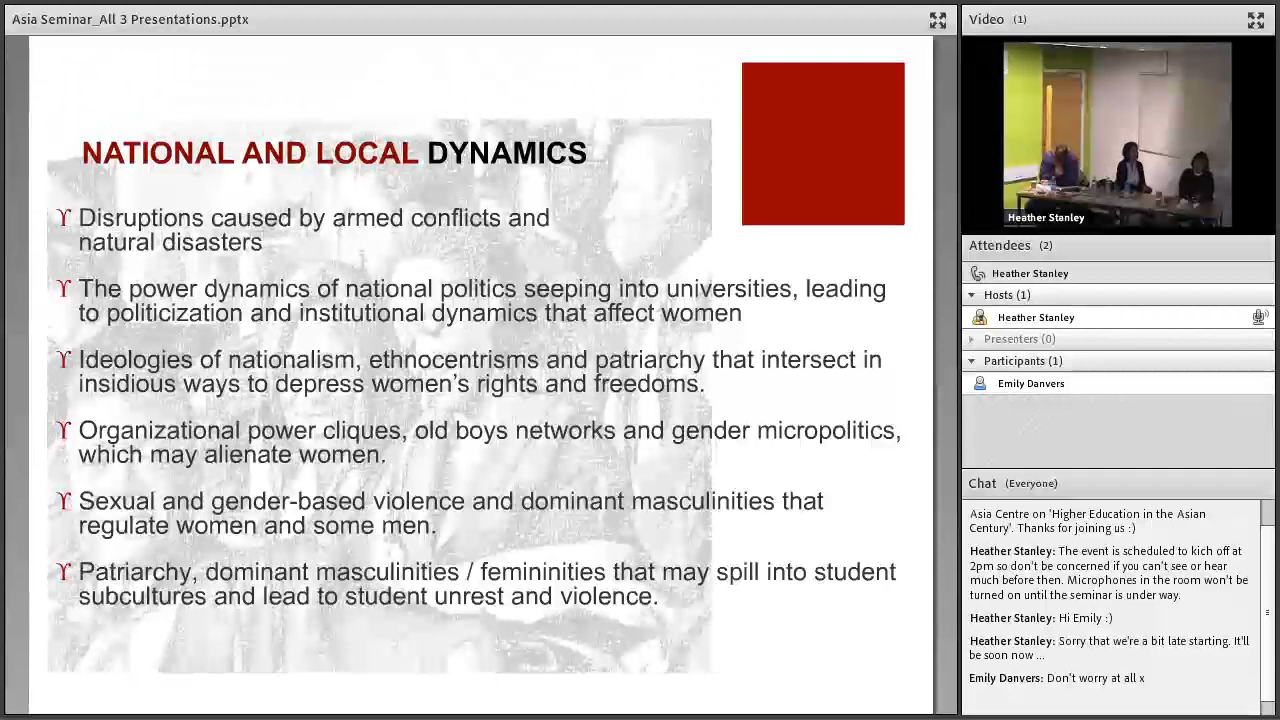 Asia Seminar_All 3 Presentations.pptx
NATIONAL AND LOCAL DYNAMICS
Disruptions caused by armed conflicts and
natural disasters
The power dynamics of national politics seeping into universities, leading
to politicization and institutional dynamics that affect women
Ideologies of nationalism, ethnocentrisms and patriarchy that intersect in
insidious ways to depress women’s rights and freedoms.
Organizational power cliques, old boys networks and gender micropolitics,
which may alienate women.
Sexual and gender-based violence and dominant masculinities that
regulate women and some men.
Patriarchy, dominant masculinities / femininities that may spill into student
subcultures and lead to student unrest and violence.
Video (1)
Heather Stanley
Attendees (2)
Heather Stanley
Hosts (1)
Heather Stanley
Presenters (0)
Participants (1)
Emily Danvers
Chat (Everyone)
Asia Centre on 'Higher Education in the Asian
Century'. Thanks for joining us :)
Heather Stanley: The event is scheduled to kick off at
2pm so don't be concerned if you can't see or hear
much before then. Microphones in the room won't be
turned on until the seminar is under way.
Heather Stanley: Hi Emily :)
Heather Stanley: Sorry that we're a bit late starting. It'll
be soon now ...
Emily Danvers: Don't worry at all x